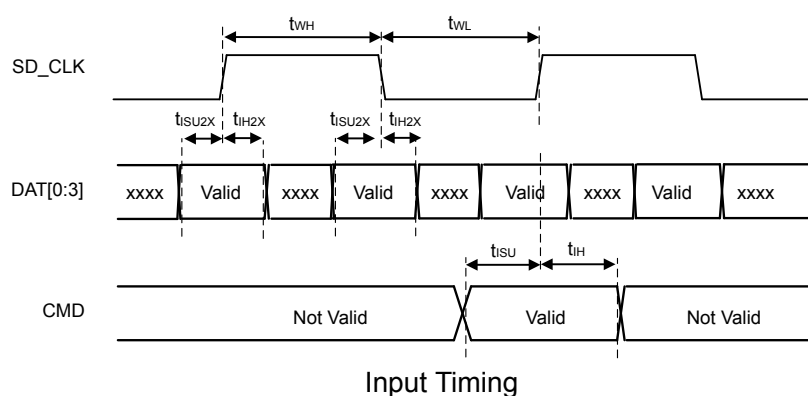 tWH tWL
SD_CLK
tISU2X tIH2X tISU2X tIH2X
DAT[0:3] xxxx Valid xxxx Valid xxxx Valid xxxx Valid xxxx
tISU tIH
CMD Not Valid Valid Not Valid
Input Timing